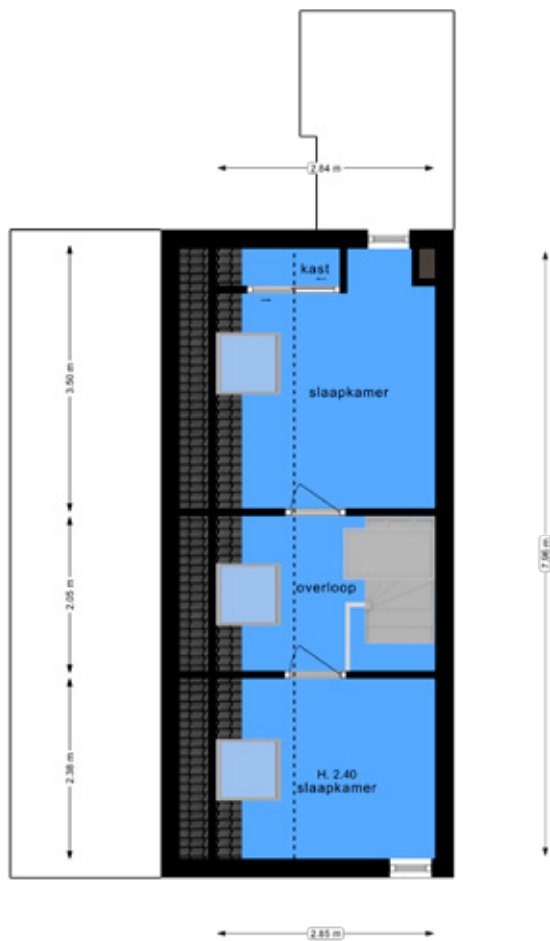 2.84 m
kast
3.50 m
slaapkamer
7.96 m
2.05 m
overloop
2.38 m
H. 2.40
slaapkamer
2.85 m